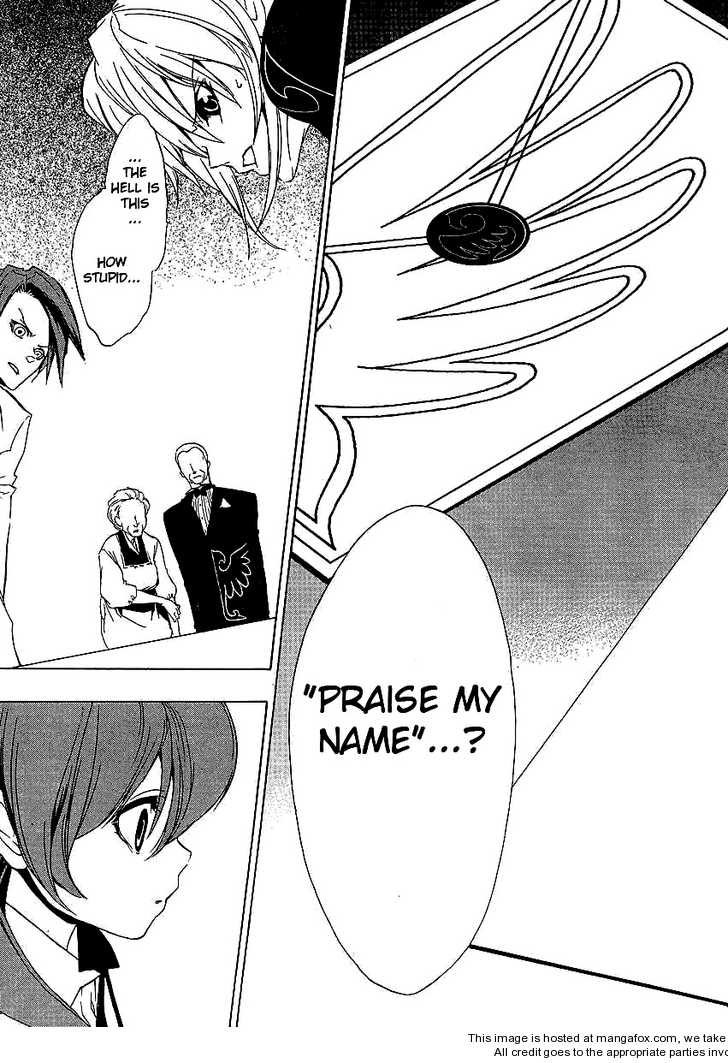 "PRAISE MY
NAME"...?
...
THE
HELL IS
THIS
...
HOW
STUPID...
This image is hosted at mangafox.com, we take
All credit goes to the appropriate parties inv